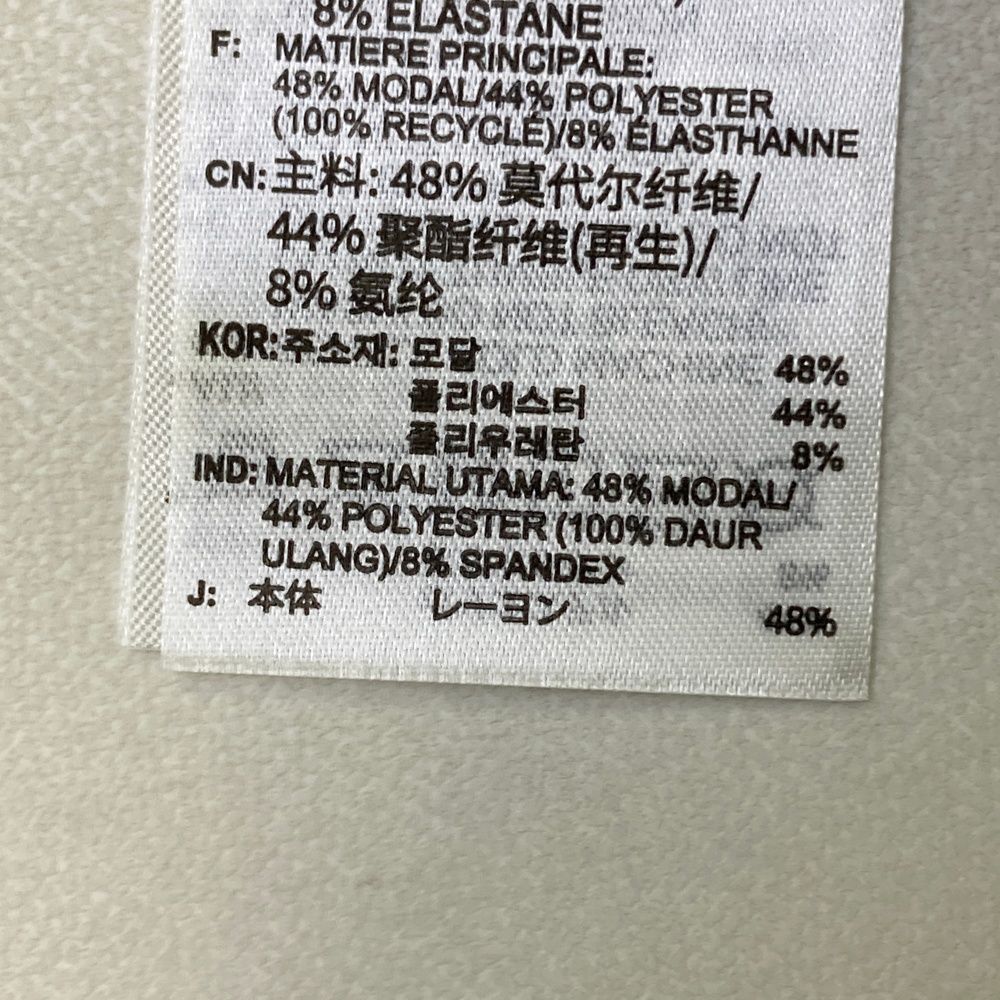 8% ELASTANE
F: MATIERE PRINCIPALE:
48% MODAL/44% POLYESTER
(100% RECYCLÉ)/8% ÉLASTHANNE
CN: 主料: 48% 莫代尔纤维/
44% 聚酯纤维(再生)/
8% 氨纶
KOR: 주소재: 모달 48%
폴리에스터 44%
폴리우레탄 8%
IND: MATERIAL UTAMA: 48% MODAL/
44% POLYESTER (100% DAUR
ULANG)/8% SPANDEX
J: 本体 レーヨン 48%